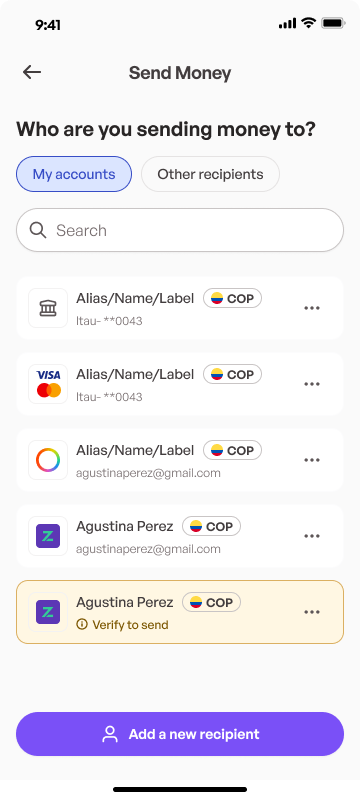 9:41
Send Money
Who are you sending money to?
My accounts
Other recipients
Search
Alias/Name/Label COP
Itau- **0043
VISA
Alias/Name/Label COP
Itau- **0043
Alias/Name/Label COP
agustinaperez@gmail.com
Agustina Perez COP
agustinaperez@gmail.com
Agustina Perez COP
Verify to send
Add a new recipient